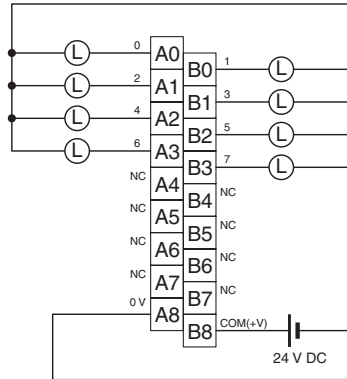 0 A0
L
B0 1
L
2 A1
L
B1 3
L
4 A2
L
B2 5
L
6 A3
L
B3 7
L
NC A4
B4 NC
NC A5
B5 NC
NC A6
B6 NC
NC A7
B7 NC
0 V A8
B8 COM(+V)
24 V DC